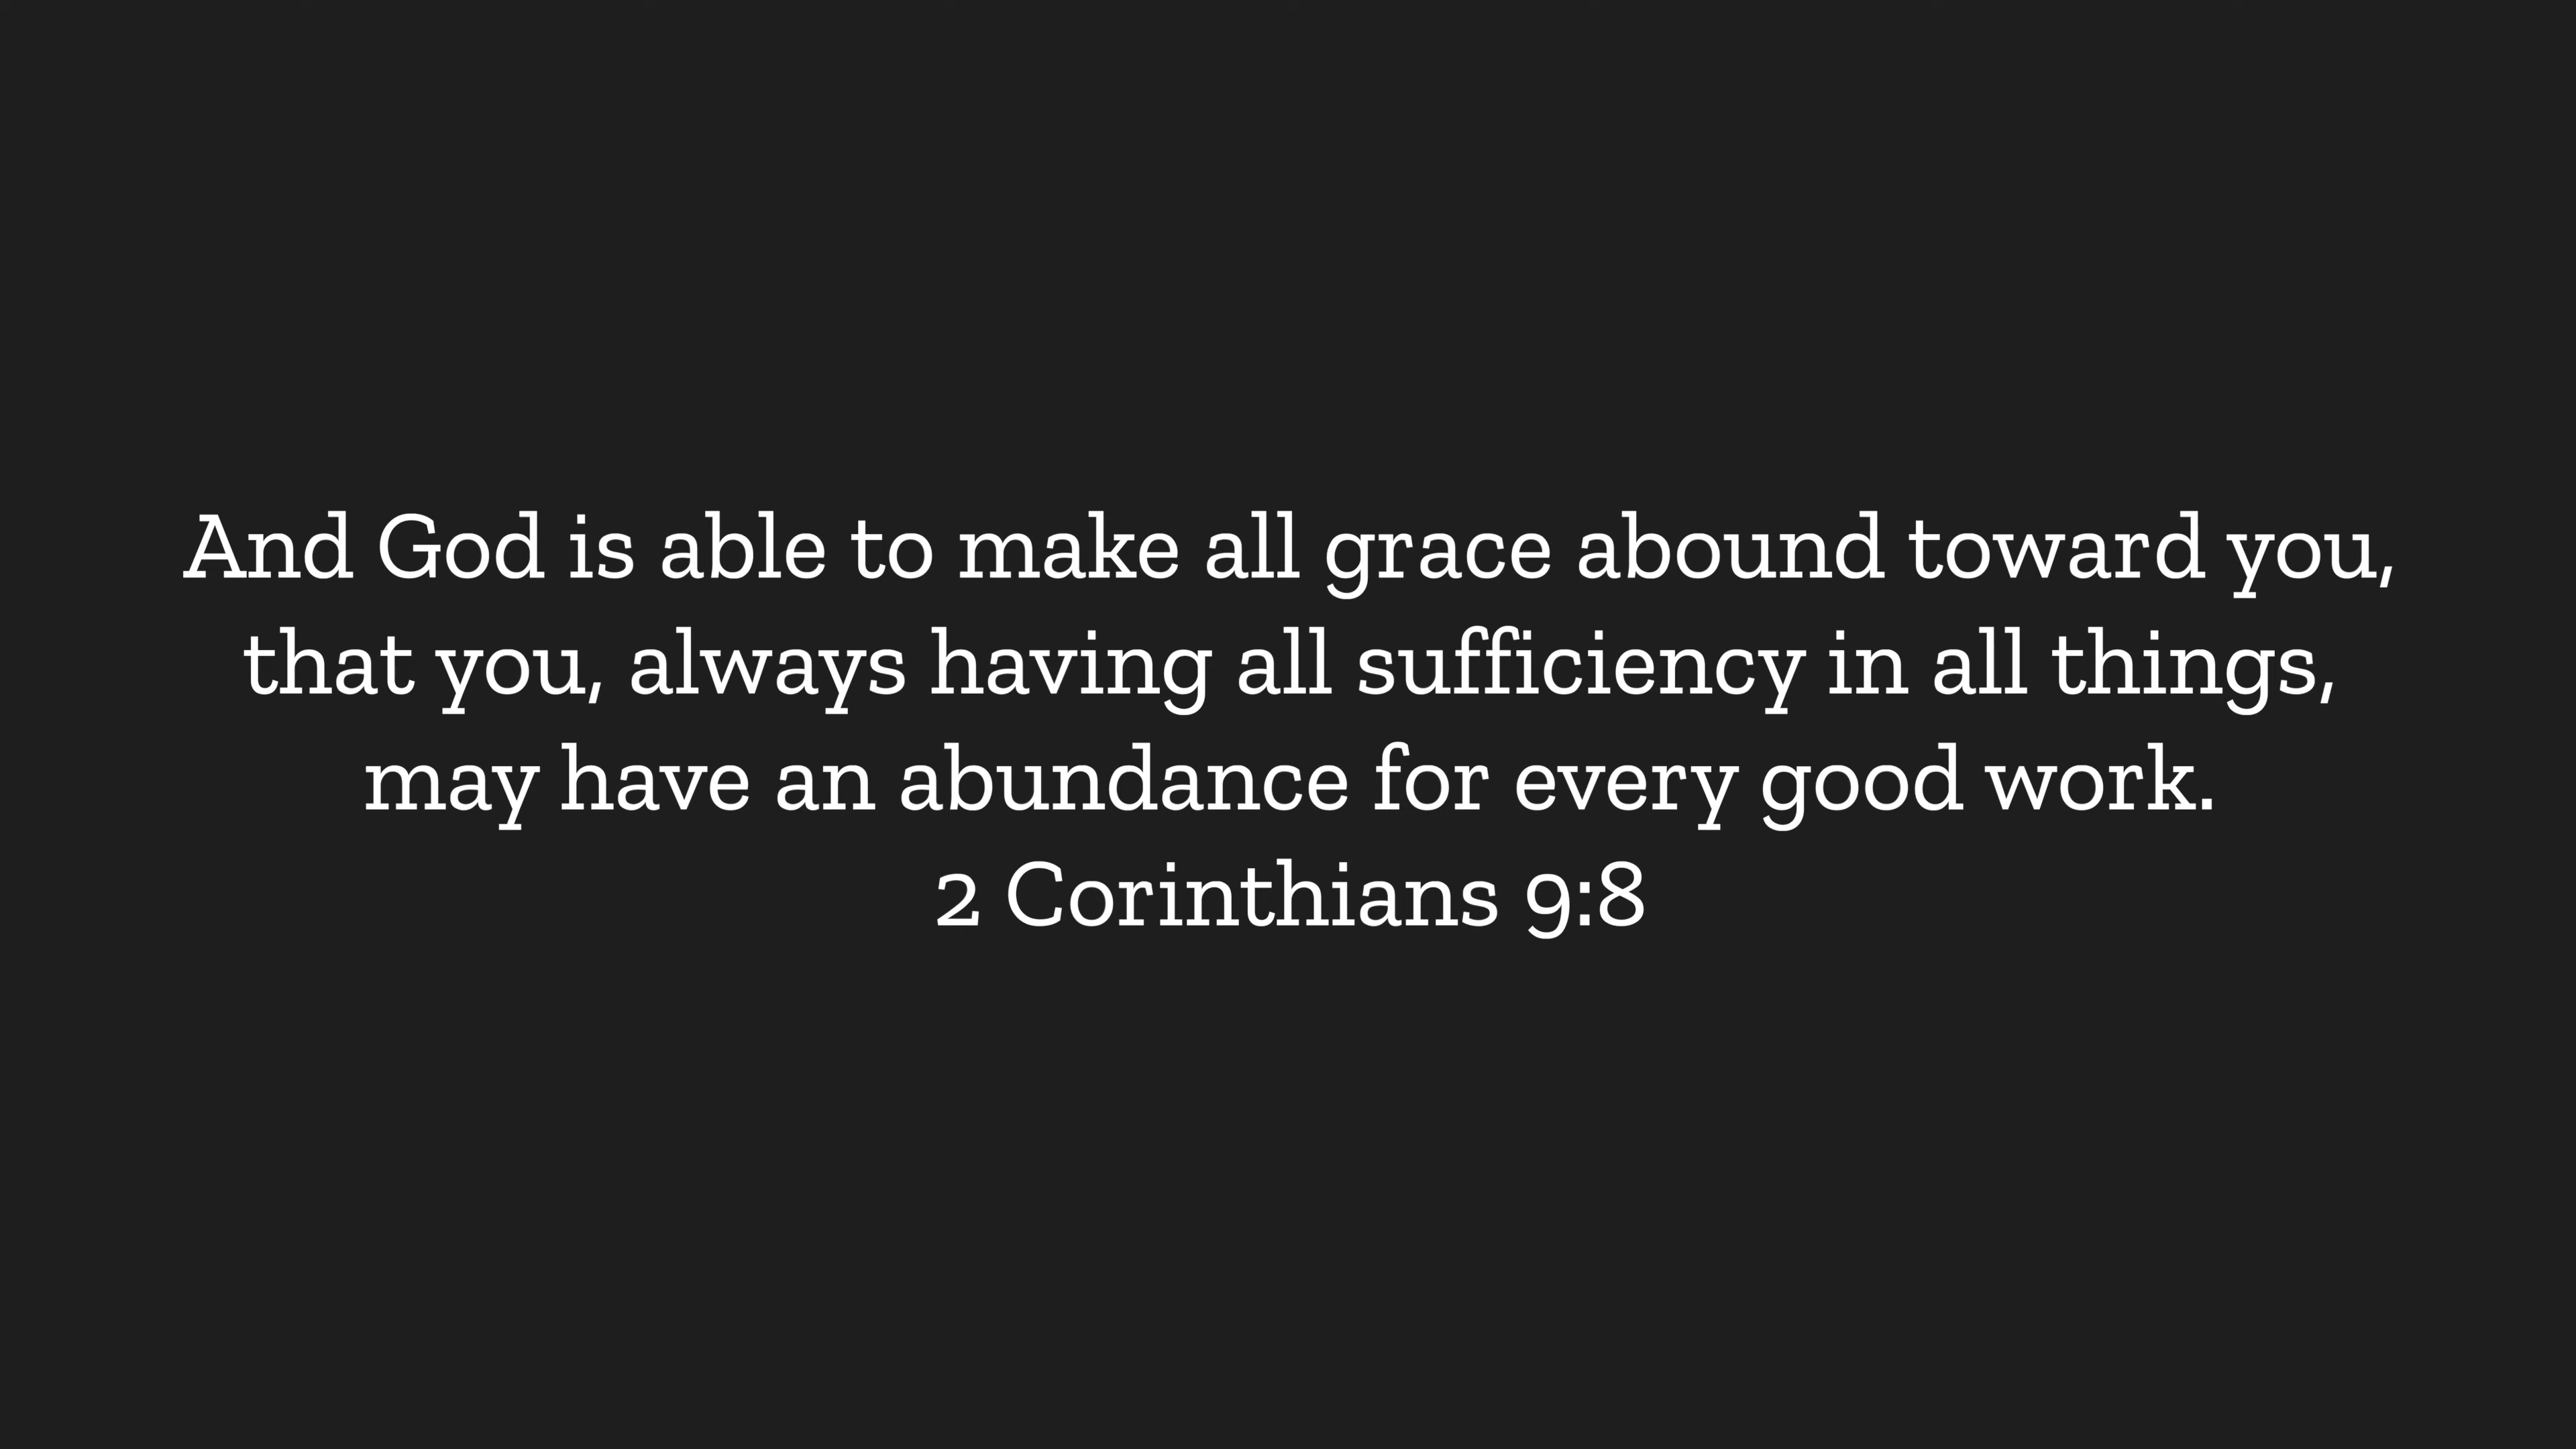 And God is able to make all grace abound toward you,
that you, always having all sufficiency in all things,
may have an abundance for every good work.
2 Corinthians 9:8